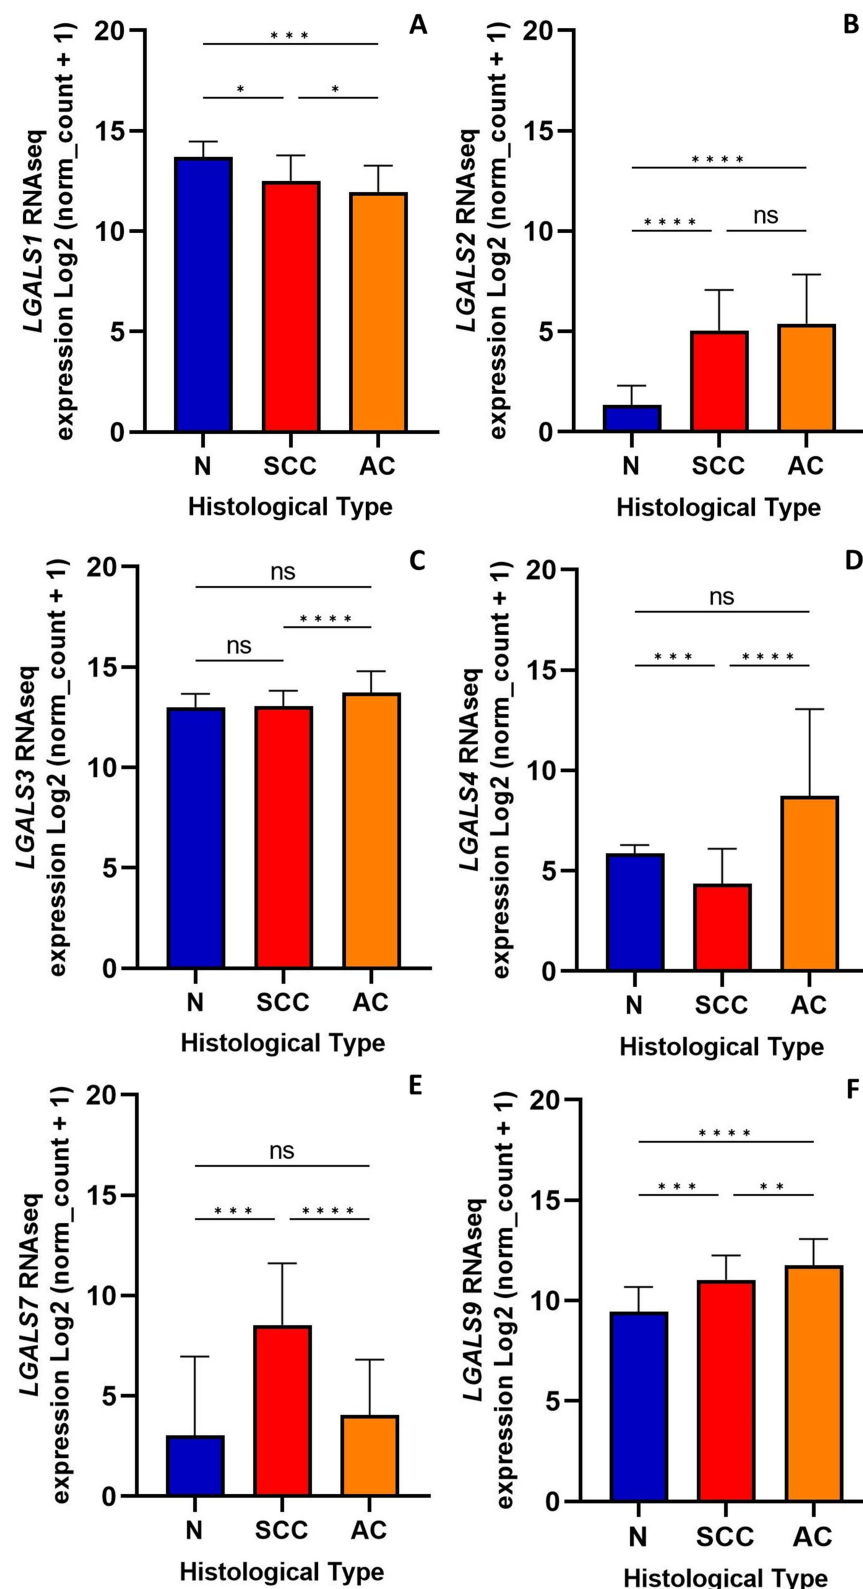 A
LGALS1 RNAseq
expression Log2 (norm_count + 1)
20
15
10
5
0
* * *
*
*
N SCC AC
Histological Type
B
LGALS2 RNAseq
expression Log2 (norm_count + 1)
20
15
10
5
0
* * * *
* * * *
ns
N SCC AC
Histological Type
C
LGALS3 RNAseq
expression Log2 (norm_count + 1)
20
15
10
5
0
ns
* * * *
ns
N SCC AC
Histological Type
D
LGALS4 RNAseq
expression Log2 (norm_count + 1)
20
15
10
5
0
ns
* * *
* * * *
N SCC AC
Histological Type
E
LGALS7 RNAseq
expression Log2 (norm_count + 1)
20
15
10
5
0
ns
* * *
* * * *
N SCC AC
Histological Type
F
LGALS9 RNAseq
expression Log2 (norm_count + 1)
20
15
10
5
0
* * * *
* * *
* *
N SCC AC
Histological Type